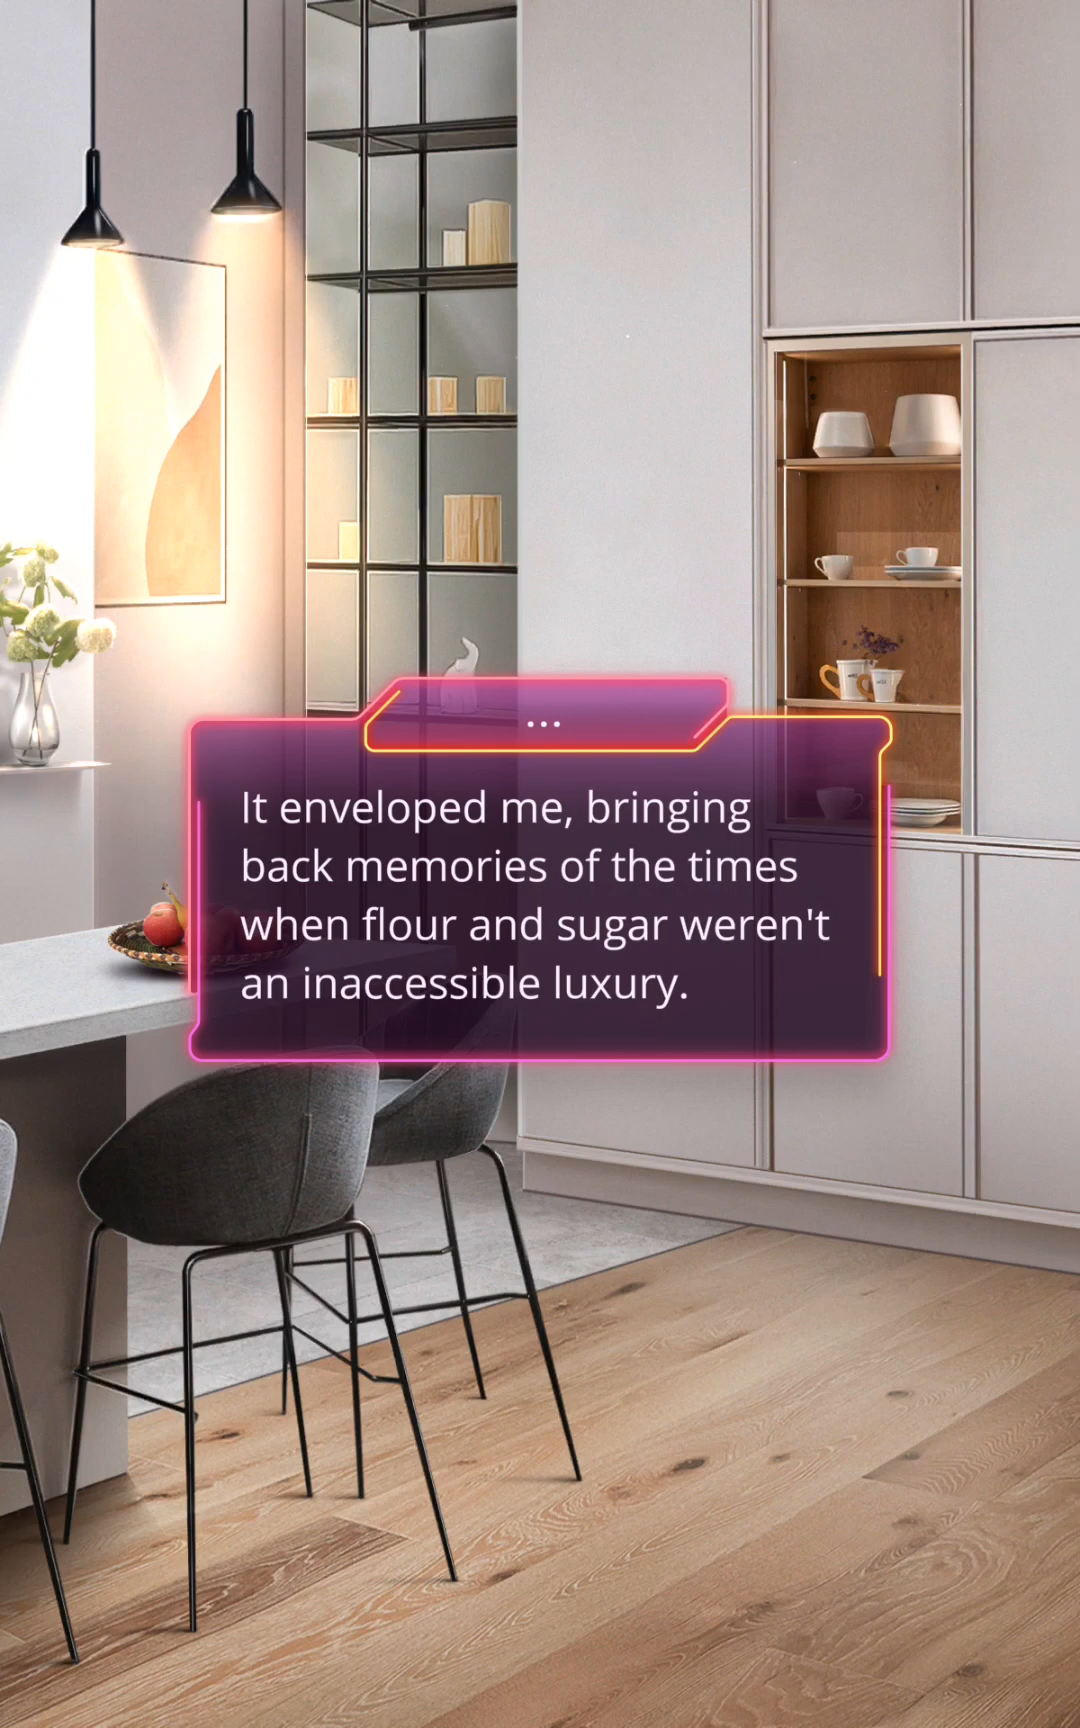 ...
It enveloped me, bringing
back memories of the times
when flour and sugar weren't
an inaccessible luxury.